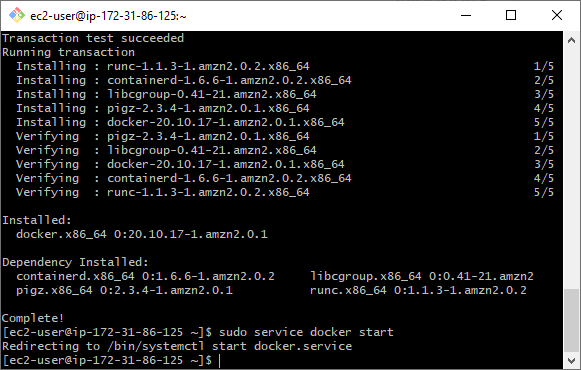 ec2-user@ip-172-31-86-125:~
Transaction test succeeded
Running transaction
  Installing : runc-1.1.3-1.amzn2.0.2.x86_64 1/5
  Installing : containerd-1.6.6-1.amzn2.0.2.x86_64 2/5
  Installing : libcgroup-0.41-21.amzn2.x86_64 3/5
  Installing : pigz-2.3.4-1.amzn2.0.1.x86_64 4/5
  Installing : docker-20.10.17-1.amzn2.0.1.x86_64 5/5
  Verifying  : pigz-2.3.4-1.amzn2.0.1.x86_64 1/5
  Verifying  : libcgroup-0.41-21.amzn2.x86_64 2/5
  Verifying  : docker-20.10.17-1.amzn2.0.1.x86_64 3/5
  Verifying  : containerd-1.6.6-1.amzn2.0.2.x86_64 4/5
  Verifying  : runc-1.1.3-1.amzn2.0.2.x86_64 5/5
Installed:
  docker.x86_64 0:20.10.17-1.amzn2.0.1
Dependency Installed:
  containerd.x86_64 0:1.6.6-1.amzn2.0.2 libcgroup.x86_64 0:0.41-21.amzn2
  pigz.x86_64 0:2.3.4-1.amzn2.0.1 runc.x86_64 0:1.1.3-1.amzn2.0.2
Complete!
[ec2-user@ip-172-31-86-125 ~]$ sudo service docker start
Redirecting to /bin/systemctl start docker.service
[ec2-user@ip-172-31-86-125 ~]$